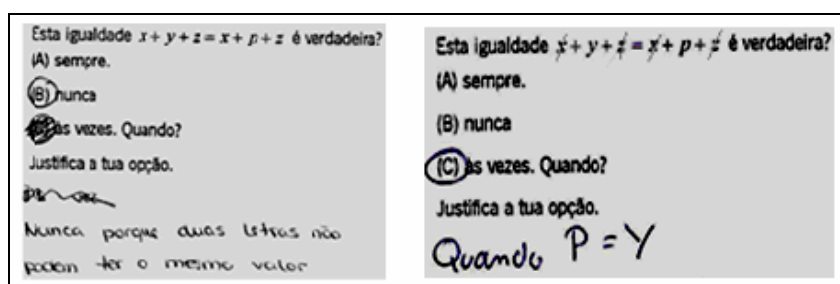 Esta igualdade x + y + z = x + p + z é verdadeira?
(A) sempre.
(B) nunca
às vezes. Quando?
Justifica a tua opção.
Nunca porque duas letras não
podem ter o mesmo valor
Esta igualdade x + y + z = x + p + z é verdadeira?
(A) sempre.
(B) nunca
(C) às vezes. Quando?
Justifica a tua opção.
Quando P = Y